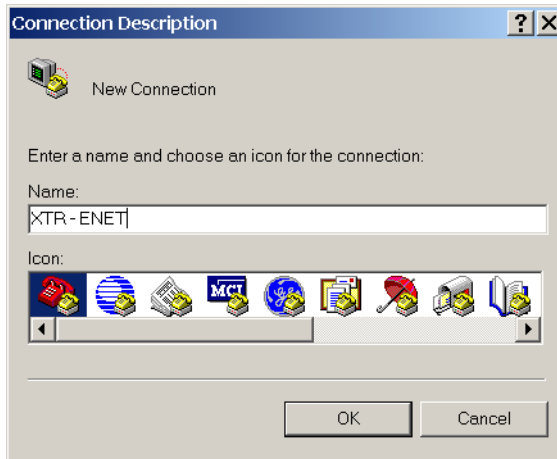 Connection Description
New Connection
Enter a name and choose an icon for the connection:
Name:
XTR-ENET
Icon:
MCI
OK Cancel